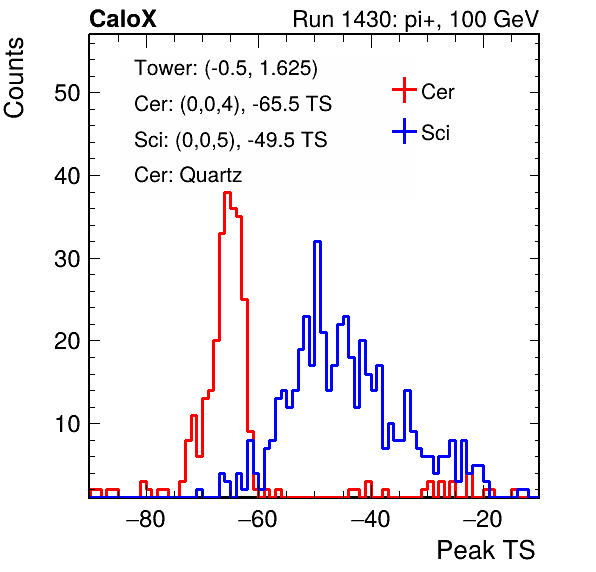 CaloX Run 1430: pi+, 100 GeV
Counts
Tower: (-0.5, 1.625)
Cer: (0,0,4), -65.5 TS
Sci: (0,0,5), -49.5 TS
Cer: Quartz
Cer
Sci
50
40
30
20
10
−80 −60 −40 −20
Peak TS